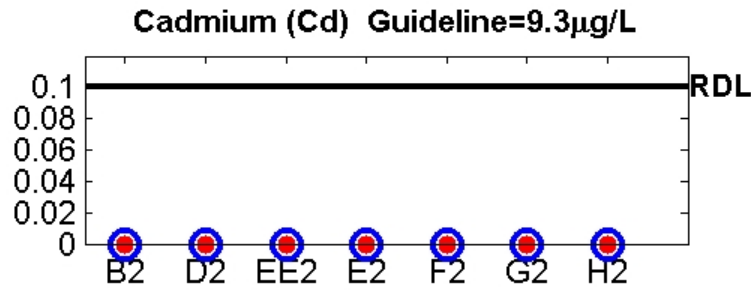 Cadmium (Cd)  Guideline=9.3μg/L
0.1
RDL
0.08
0.06
0.04
0.02
0
B2 D2 EE2 E2 F2 G2 H2